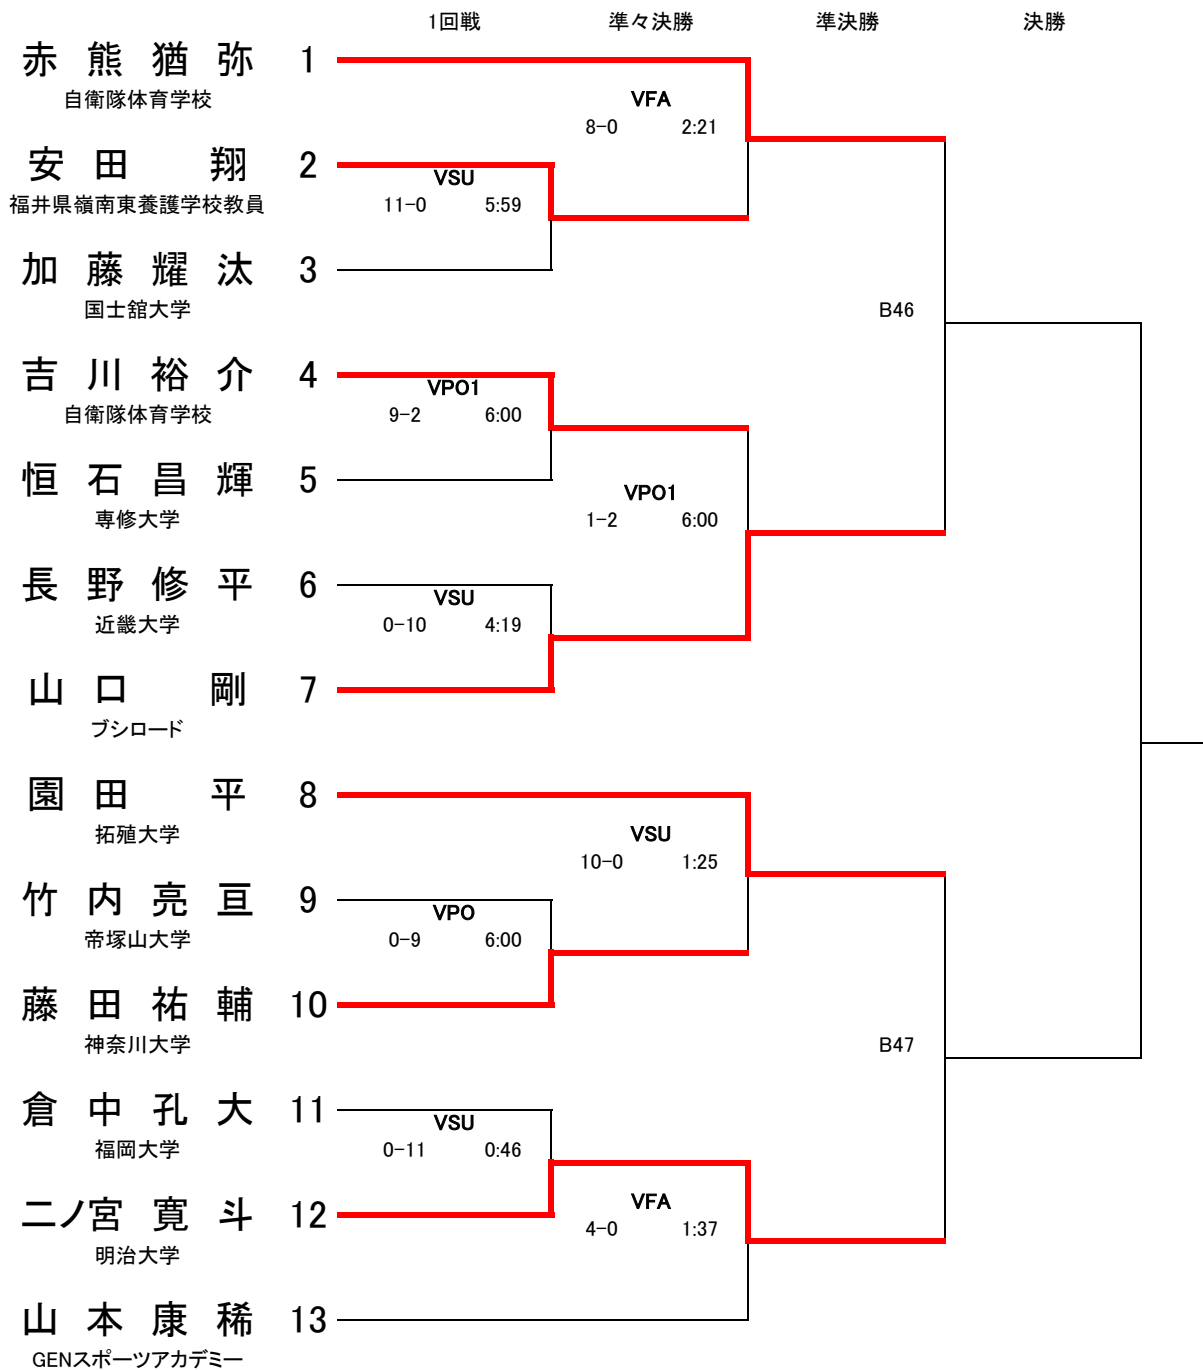 1回戦 準々決勝 準決勝 決勝
赤熊猶弥 1
自衛隊体育学校
VFA
8-0 2:21
安田 翔 2
福井県嶺南東養護学校教員
VSU
11-0 5:59
加藤耀汰 3
国士舘大学
B46
吉川裕介 4
自衛隊体育学校
VPO1
9-2 6:00
恒石昌輝 5
専修大学
VPO1
1-2 6:00
長野修平 6
近畿大学
VSU
0-10 4:19
山口 剛 7
ブシロード
園田 平 8
拓殖大学
VSU
10-0 1:25
竹内亮亘 9
帝塚山大学
VPO
0-9 6:00
藤田祐輔 10
神奈川大学
B47
倉中孔大 11
福岡大学
VSU
0-11 0:46
二ノ宮寛斗 12
明治大学
VFA
4-0 1:37
山本康稀 13
GENスポーツアカデミー